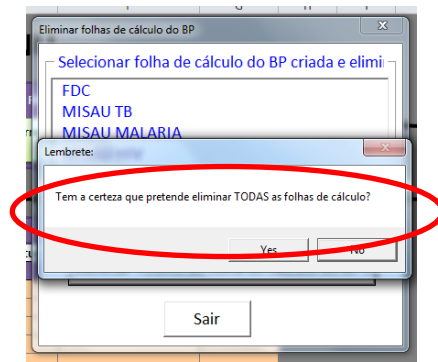 Eliminar folhas de cálculo do BP
Selecionar folha de cálculo do BP criada e elimi
FDC
MISAU TB
MISAU MALARIA
Lembrete:
Tem a certeza que pretende eliminar TODAS as folhas de cálculo?
Yes
No
Sair